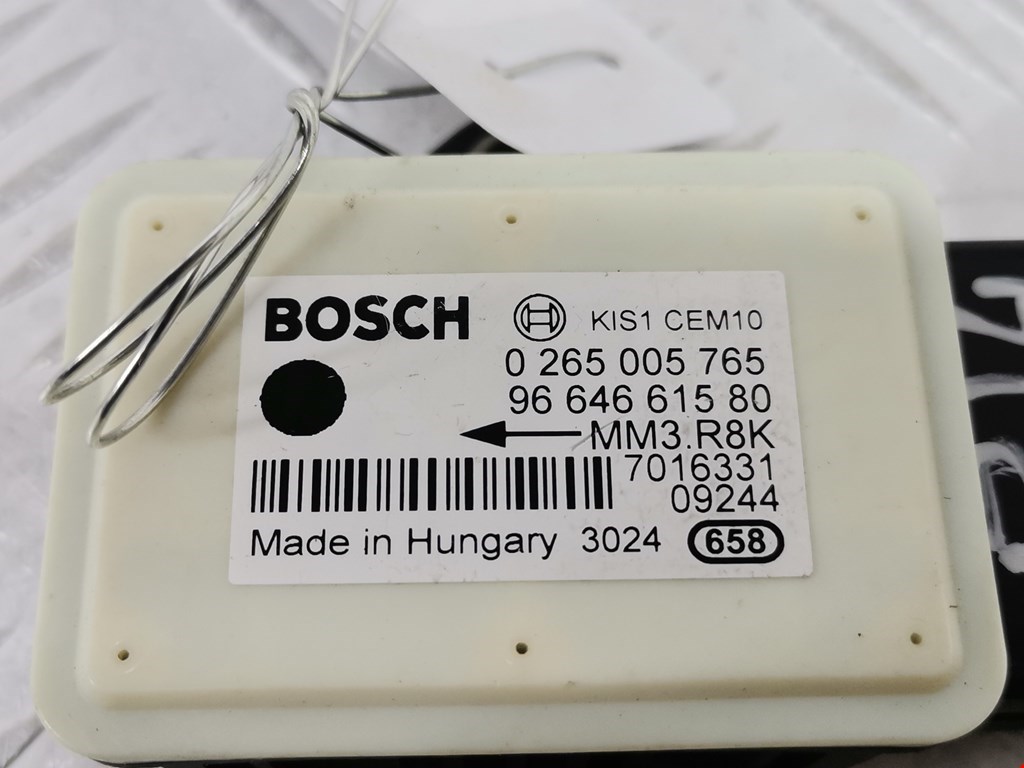 BOSCH KIS1 CEM10
0 265 005 765
96 646 615 80
MM3.R8K
7016331
09244
Made in Hungary 3024 658